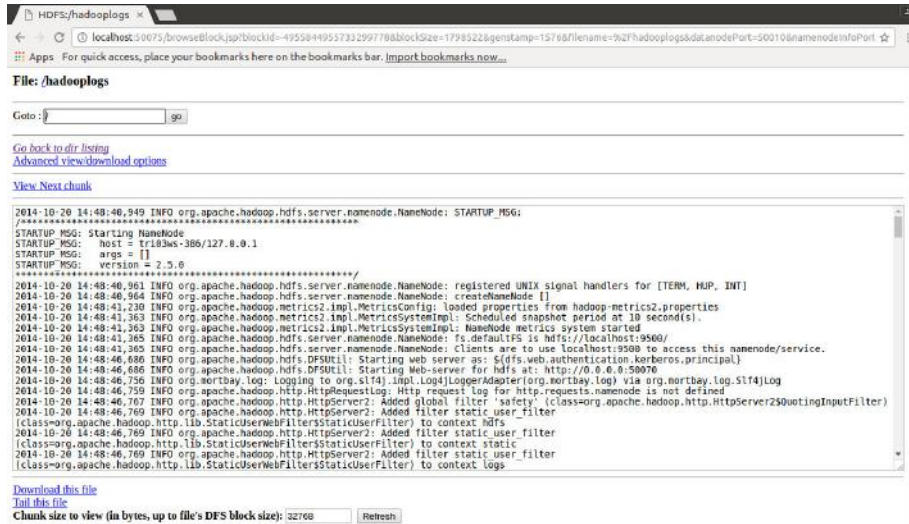 HDFS:/hadooplogs
localhost:50075/browseBlock.jsp?blockId=-4955844955733299778&blockSize=1798522&genstamp=1576&filename=%2Fhadooplogs&datanodePort=50010&namenodeInfoPort
Apps For quick access, place your bookmarks here on the bookmarks bar. Import bookmarks now...
File: /hadooplogs
Goto : / go
Go back to dir listing
Advanced view/download options
View Next chunk
2014-10-20 14:48:40,949 INFO org.apache.hadoop.hdfs.server.namenode.NameNode: STARTUP_MSG:
/************************************************************
STARTUP_MSG: Starting NameNode
STARTUP_MSG:   host = tri03ws-386/127.0.0.1
STARTUP_MSG:   args = []
STARTUP_MSG:   version = 2.5.0
************************************************************/
2014-10-20 14:48:40,961 INFO org.apache.hadoop.hdfs.server.namenode.NameNode: registered UNIX signal handlers for [TERM, HUP, INT]
2014-10-20 14:48:40,964 INFO org.apache.hadoop.hdfs.server.namenode.NameNode: createNameNode []
2014-10-20 14:48:41,230 INFO org.apache.hadoop.metrics2.impl.MetricsConfig: loaded properties from hadoop-metrics2.properties
2014-10-20 14:48:41,363 INFO org.apache.hadoop.metrics2.impl.MetricsSystemImpl: Scheduled snapshot period at 10 second(s).
2014-10-20 14:48:41,363 INFO org.apache.hadoop.metrics2.impl.MetricsSystemImpl: NameNode metrics system started
2014-10-20 14:48:41,365 INFO org.apache.hadoop.hdfs.server.namenode.NameNode: fs.defaultFS is hdfs://localhost:9500/
2014-10-20 14:48:41,365 INFO org.apache.hadoop.hdfs.server.namenode.NameNode: Clients are to use localhost:9500 to access this namenode/service.
2014-10-20 14:48:46,686 INFO org.apache.hadoop.hdfs.DFSUtil: Starting web server as: ${dfs.web.authentication.kerberos.principal}
2014-10-20 14:48:46,686 INFO org.apache.hadoop.hdfs.DFSUtil: Starting Web-server for hdfs at: http://0.0.0.0:50070
2014-10-20 14:48:46,756 INFO org.mortbay.log: Logging to org.slf4j.impl.Log4jLoggerAdapter(org.mortbay.log) via org.mortbay.log.Slf4jLog
2014-10-20 14:48:46,759 INFO org.apache.hadoop.http.HttpRequestLog: Http request log for http.requests.namenode is not defined
2014-10-20 14:48:46,767 INFO org.apache.hadoop.http.HttpServer2: Added global filter 'safety' (class=org.apache.hadoop.http.HttpServer2$QuotingInputFilter)
2014-10-20 14:48:46,769 INFO org.apache.hadoop.http.HttpServer2: Added filter static_user_filter
(class=org.apache.hadoop.http.lib.StaticUserWebFilter$StaticUserFilter) to context hdfs
2014-10-20 14:48:46,769 INFO org.apache.hadoop.http.HttpServer2: Added filter static_user_filter
(class=org.apache.hadoop.http.lib.StaticUserWebFilter$StaticUserFilter) to context static
2014-10-20 14:48:46,769 INFO org.apache.hadoop.http.HttpServer2: Added filter static_user_filter
(class=org.apache.hadoop.http.lib.StaticUserWebFilter$StaticUserFilter) to context logs
Download this file
Tail this file
Chunk size to view (in bytes, up to file's DFS block size): 32768 Refresh